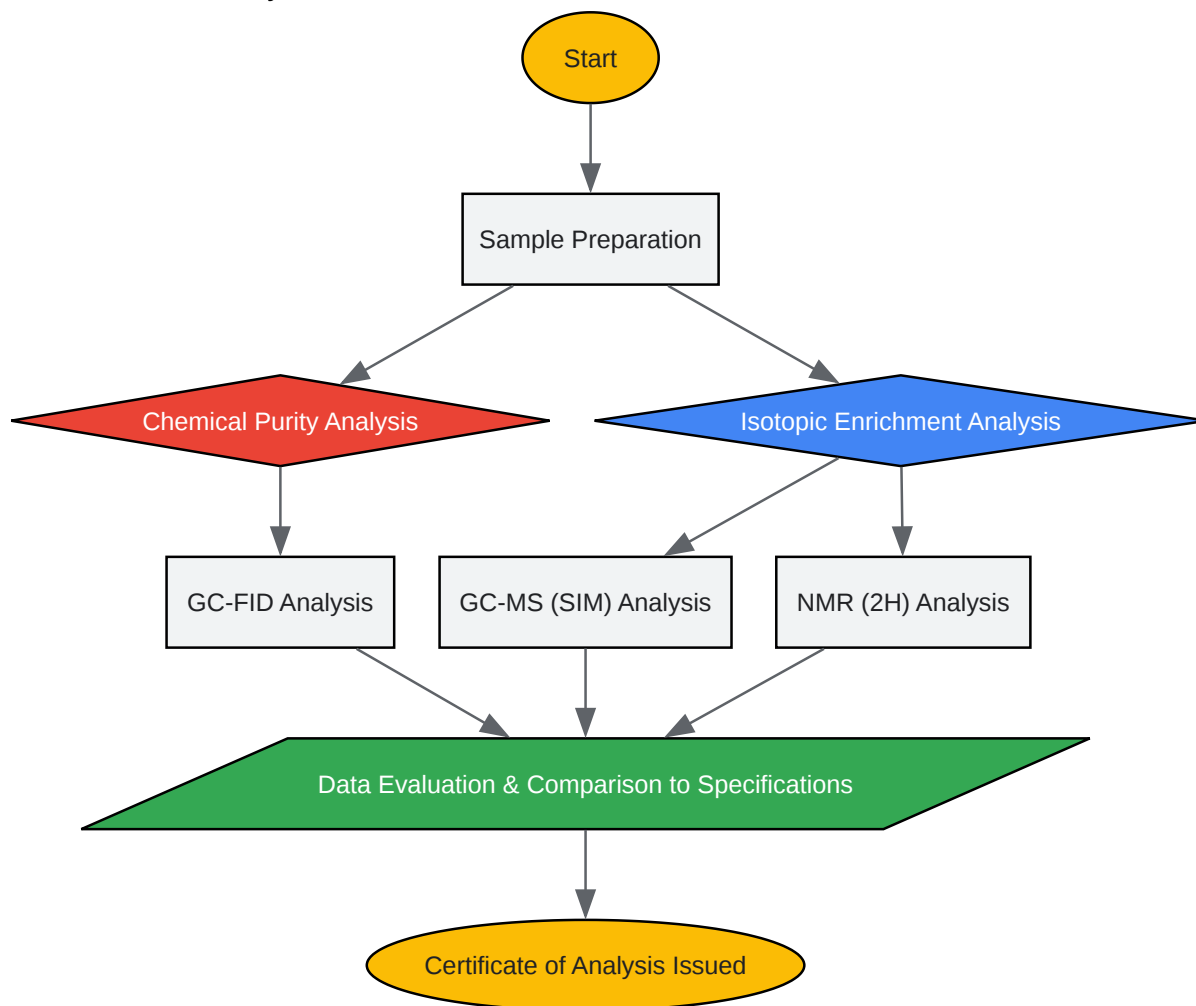 Start
Sample Preparation
Chemical Purity Analysis
Isotopic Enrichment Analysis
GC-FID Analysis
GC-MS (SIM) Analysis
NMR (2H) Analysis
Data Evaluation & Comparison to Specifications
Certificate of Analysis Issued